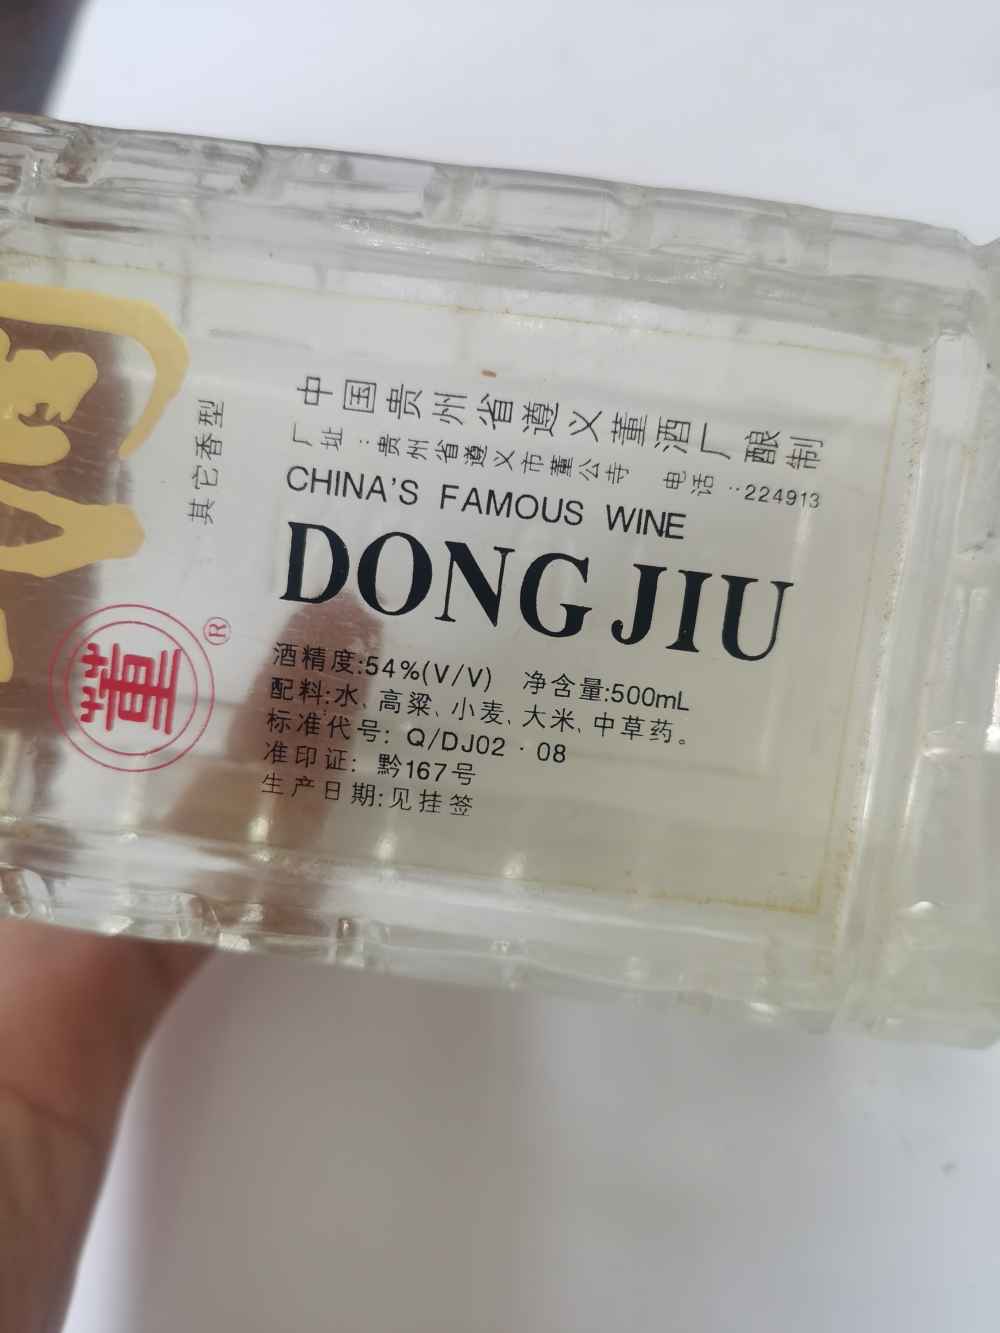 中国贵州省遵义董酒厂酿制
厂址:贵州省遵义市董公寺 电话:224913
CHINA'S FAMOUS WINE
DONG JIU
酒精度:54%(V/V) 净含量:500mL
配料:水、高粱、小麦、大米、中草药。
标准代号: Q/DJ02·08
准印证: 黔167号
生产日期:见挂签
其它香型
董
®